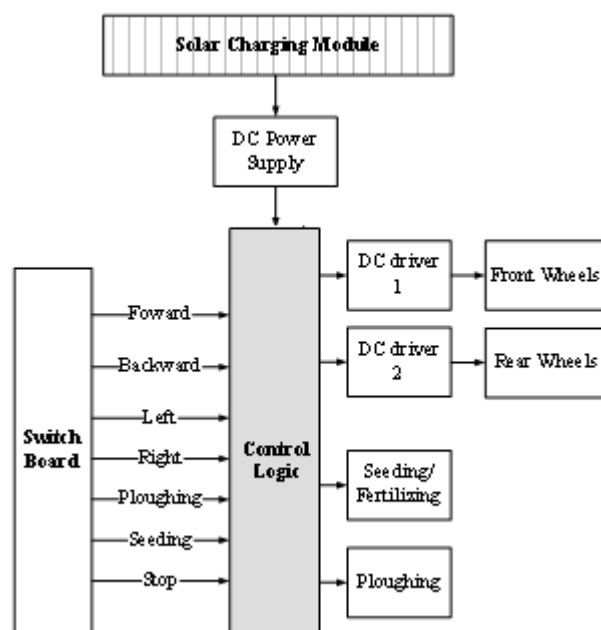 Solar Charging Module
DC Power
Supply
DC driver
1
Front Wheels
Foward
DC driver
2
Rear Wheels
Backward
Left
Switch
Board
Right
Control
Logic
Seeding/
Fertilizing
Ploughing
Seeding
Stop
Ploughing